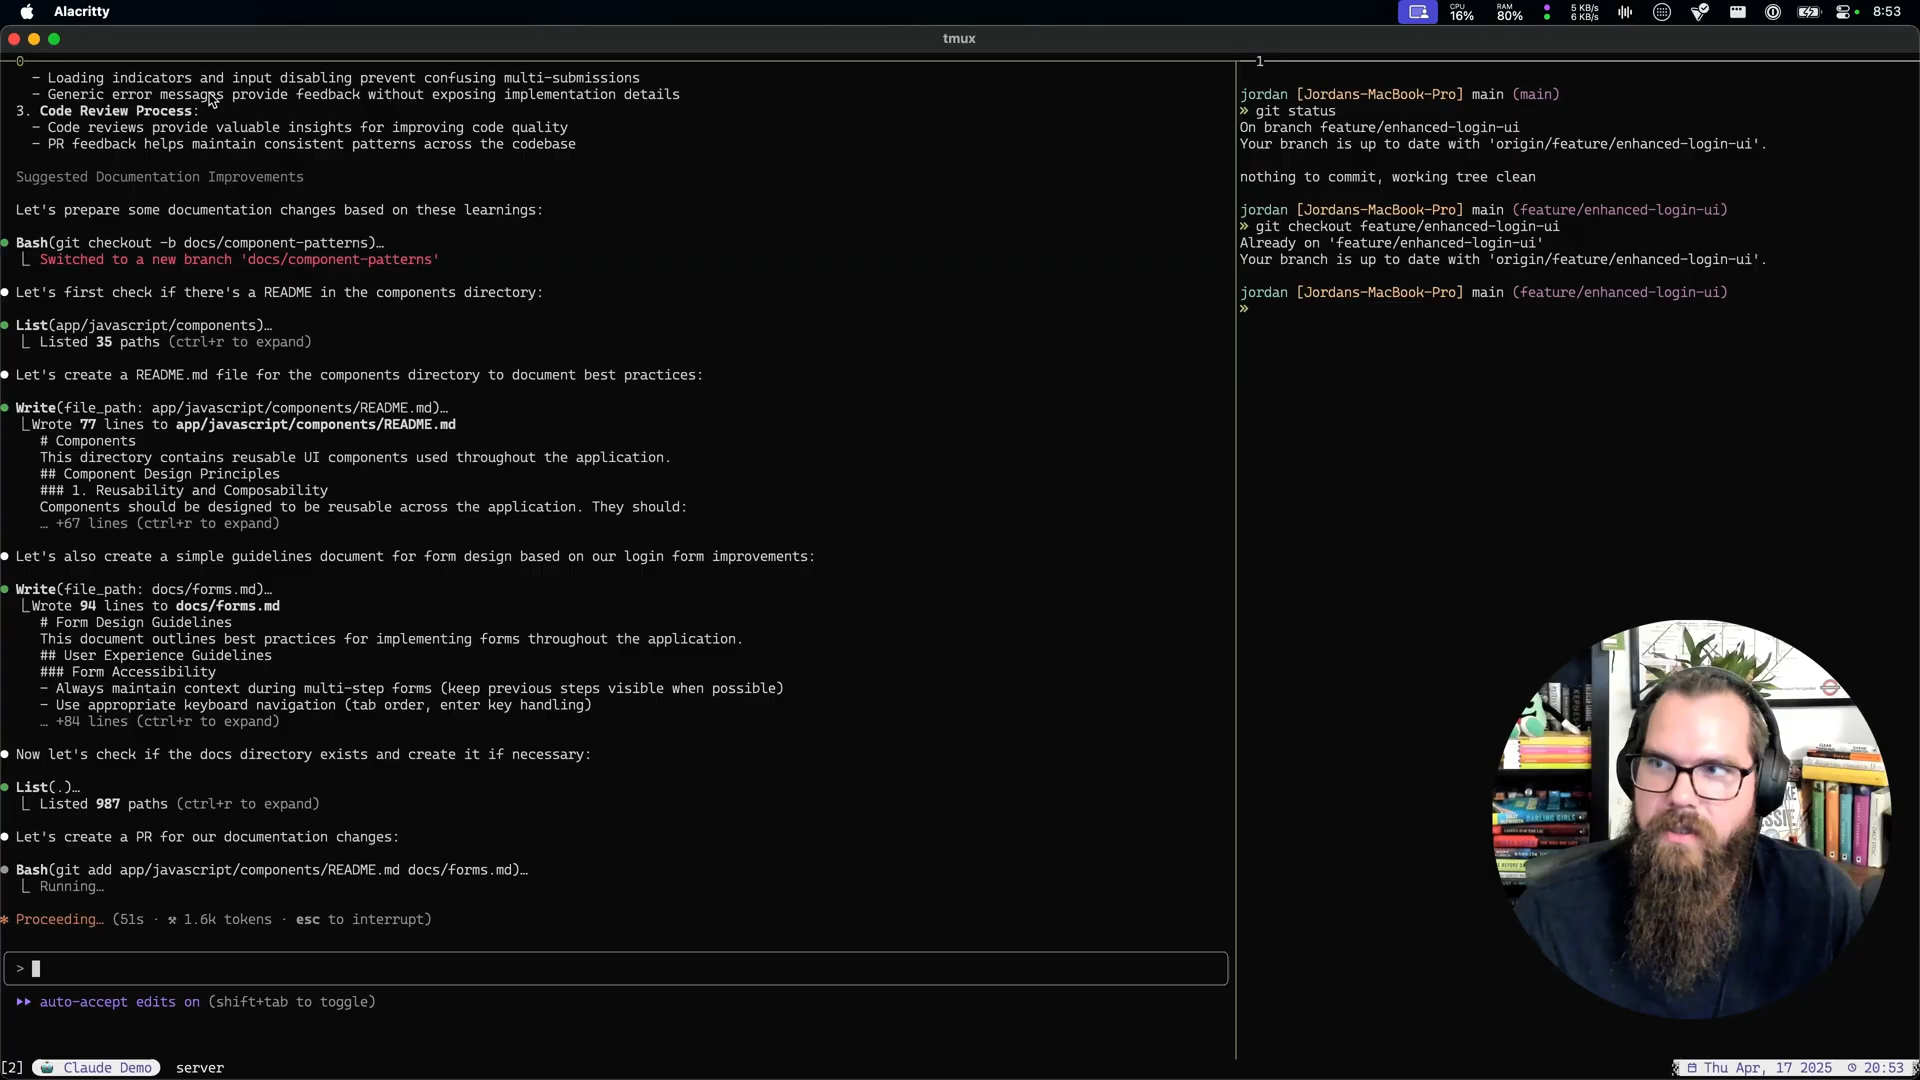 Alacritty
CPU
16%
RAM
80%
5 KB/s
6 KB/s
8:53
tmux
0
- Loading indicators and input disabling prevent confusing multi-submissions
- Generic error messages provide feedback without exposing implementation details
3. Code Review Process:
- Code reviews provide valuable insights for improving code quality
- PR feedback helps maintain consistent patterns across the codebase
Suggested Documentation Improvements
Let's prepare some documentation changes based on these learnings:
Bash(git checkout -b docs/component-patterns)…
Switched to a new branch 'docs/component-patterns'
Let's first check if there's a README in the components directory:
List(app/javascript/components)…
Listed 35 paths (ctrl+r to expand)
Let's create a README.md file for the components directory to document best practices:
Write(file_path: app/javascript/components/README.md)…
Wrote 77 lines to app/javascript/components/README.md
# Components
This directory contains reusable UI components used throughout the application.
## Component Design Principles
### 1. Reusability and Composability
Components should be designed to be reusable across the application. They should:
… +67 lines (ctrl+r to expand)
Let's also create a simple guidelines document for form design based on our login form improvements:
Write(file_path: docs/forms.md)…
Wrote 94 lines to docs/forms.md
# Form Design Guidelines
This document outlines best practices for implementing forms throughout the application.
## User Experience Guidelines
### Form Accessibility
- Always maintain context during multi-step forms (keep previous steps visible when possible)
- Use appropriate keyboard navigation (tab order, enter key handling)
… +84 lines (ctrl+r to expand)
Now let's check if the docs directory exists and create it if necessary:
List(.)…
Listed 987 paths (ctrl+r to expand)
Let's create a PR for our documentation changes:
Bash(git add app/javascript/components/README.md docs/forms.md)…
Running…
* Proceeding… (51s · ⚒ 1.6k tokens · esc to interrupt)
>
auto-accept edits on (shift+tab to toggle)
1
jordan [Jordans-MacBook-Pro] main (main)
» git status
On branch feature/enhanced-login-ui
Your branch is up to date with 'origin/feature/enhanced-login-ui'.
nothing to commit, working tree clean
jordan [Jordans-MacBook-Pro] main (feature/enhanced-login-ui)
» git checkout feature/enhanced-login-ui
Already on 'feature/enhanced-login-ui'
Your branch is up to date with 'origin/feature/enhanced-login-ui'.
jordan [Jordans-MacBook-Pro] main (feature/enhanced-login-ui)
»
DARLING GIRLS
[2] Claude Demo server
Thu Apr, 17 2025 20:53